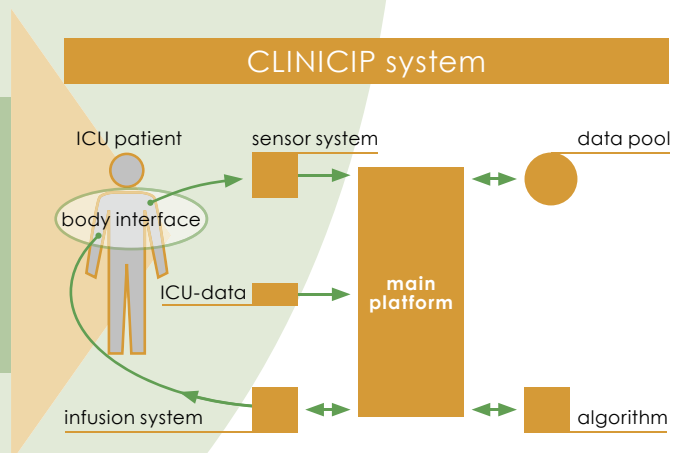 CLINICIP system
ICU patient
sensor system
data pool
body interface
ICU-data
main
platform
infusion system
algorithm